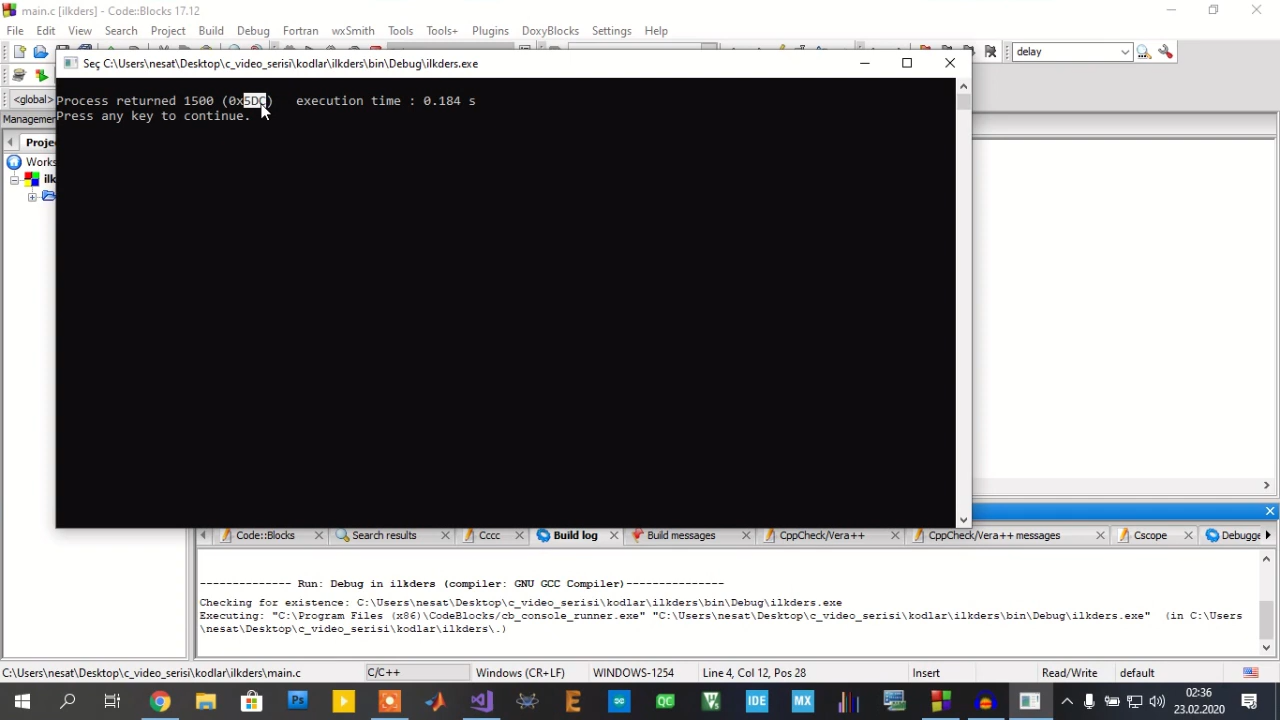 main.c [ilkders] - Code::Blocks 17.12
File Edit View Search Project Build Debug Fortran wxSmith Tools Tools+ Plugins DoxyBlocks Settings Help
delay
Seç C:\Users\nesat\Desktop\c_video_serisi\kodlar\ilkders\bin\Debug\ilkders.exe
<global>
Process returned 1500 (0x5DC) execution time : 0.184 s
Press any key to continue.
Code::Blocks Search results Cccc Build log Build messages CppCheck/Vera++ CppCheck/Vera++ messages Cscope
-------------- Run: Debug in ilkders (compiler: GNU GCC Compiler)---------------
Checking for existence: C:\Users\nesat\Desktop\c_video_serisi\kodlar\ilkders\bin\Debug\ilkders.exe
Executing: "C:\Program Files (x86)\CodeBlocks/cb_console_runner.exe" "C:\Users\nesat\Desktop\c_video_serisi\kodlar\ilkders\bin\Debug\ilkders.exe" (in C:\Users
\nesat\Desktop\c_video_serisi\kodlar\ilkders\.)
C:\Users\nesat\Desktop\c_video_serisi\kodlar\ilkders\main.c C/C++ Windows (CR+LF) WINDOWS-1254 Line 4, Col 12, Pos 28 Insert Read/Write default
Ps QC IDE MX
02:36
23.02.2020